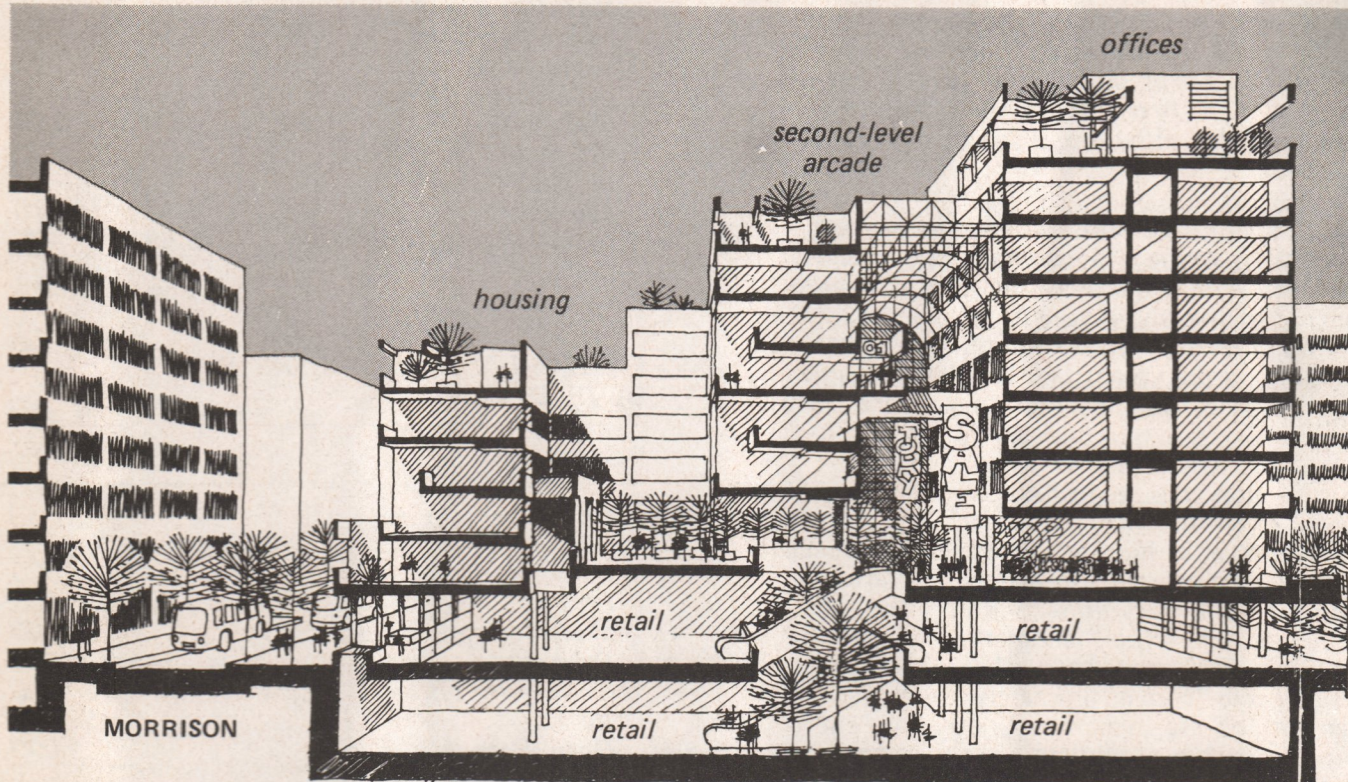 offices
second-level
arcade
housing
SALE
retail
retail
MORRISON
retail
retail